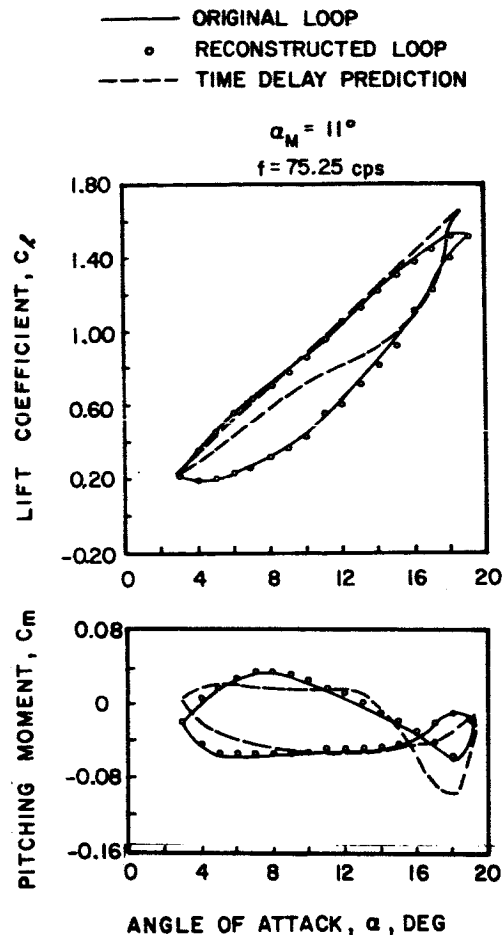 ORIGINAL LOOP
RECONSTRUCTED LOOP
TIME DELAY PREDICTION
αM = 11°
f = 75.25 cps
1.80
1.40
1.00
0.60
0.20
-0.20
LIFT COEFFICIENT, Cℓ
0 4 8 12 16 20
0.08
0
-0.08
-0.16
PITCHING MOMENT, Cm
0 4 8 12 16 20
ANGLE OF ATTACK, α, DEG